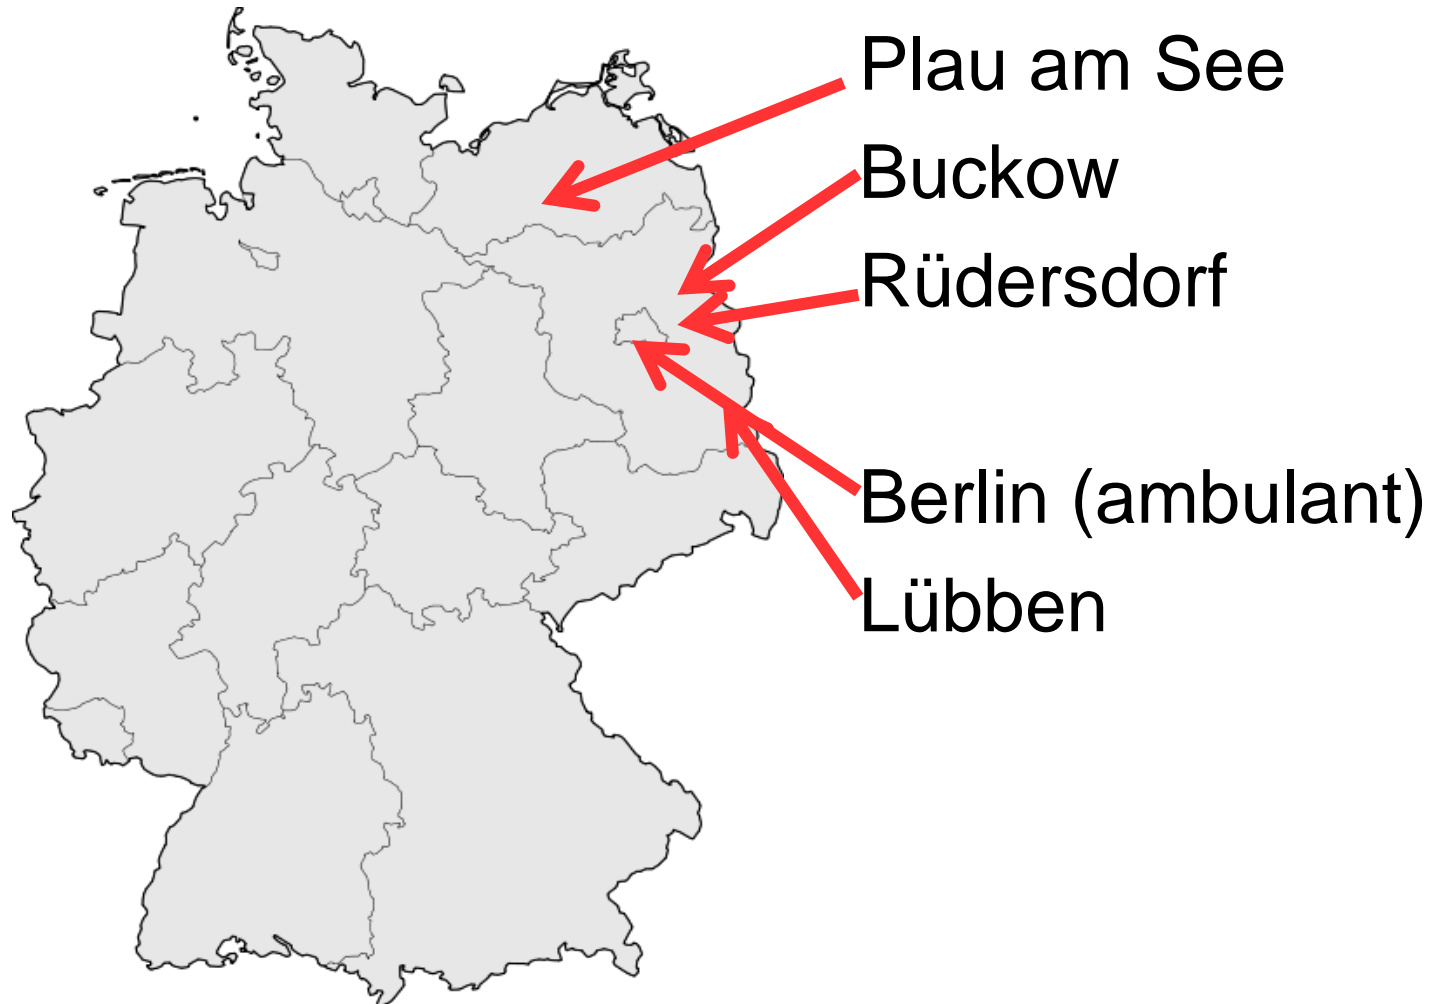 Plau am See
Buckow
Rüdersdorf
Berlin (ambulant)
Lübben